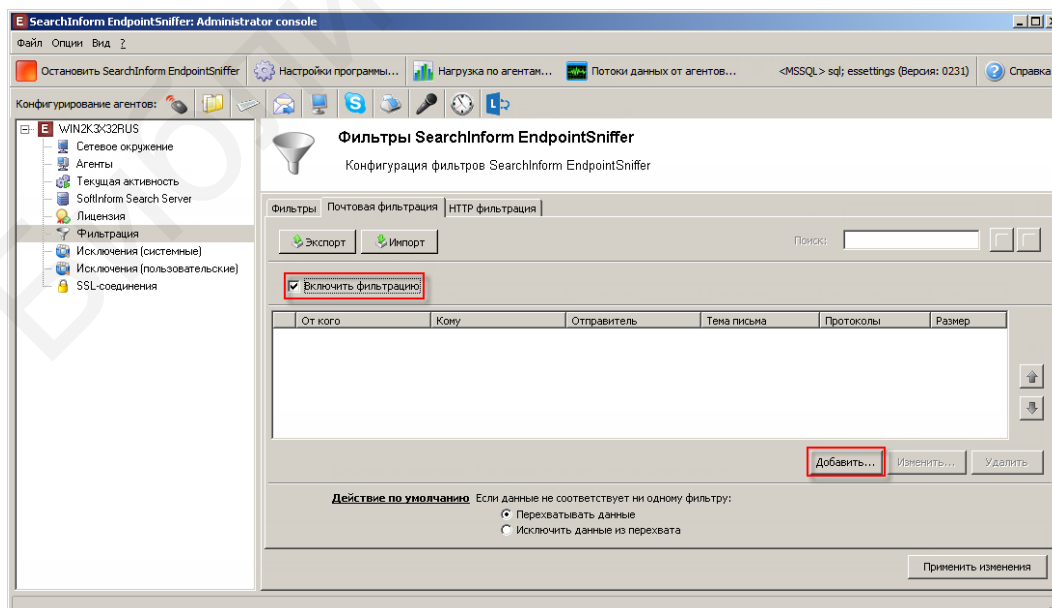 SearchInform EndpointSniffer: Administrator console
Файл Опции Вид ?
Остановить SearchInform EndpointSniffer Настройки программы... Нагрузка по агентам... Потоки данных от агентов... <MSSQL> sql; essettings (Версия: 0231) Справка
Конфигурирование агентов:
WIN2K3X32RUS
Сетевое окружение
Агенты
Текущая активность
SoftInform Search Server
Лицензия
Фильтрация
Исключения (системные)
Исключения (пользовательские)
SSL-соединения
Фильтры SearchInform EndpointSniffer
Конфигурация фильтров SearchInform EndpointSniffer
Фильтры Почтовая фильтрация HTTP фильтрация
Экспорт Импорт Поиск:
Включить фильтрацию
От кого Кому Отправитель Тема письма Протоколы Размер
Добавить... Изменить... Удалить
Действие по умолчанию Если данные не соответствует ни одному фильтру:
Перехватывать данные
Исключить данные из перехвата
Применить изменения